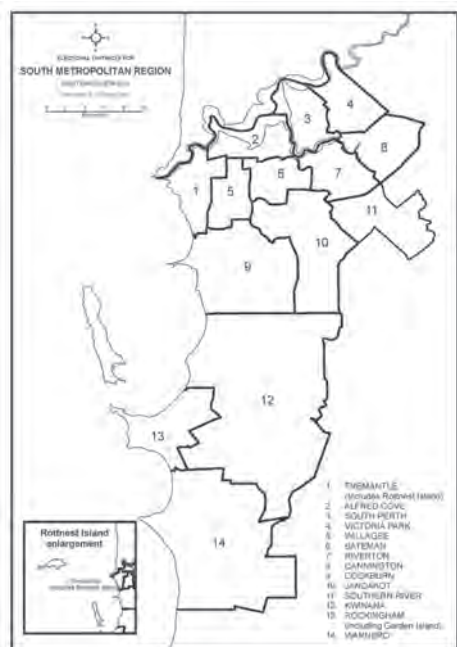 ELECTORAL DISTRICTS FOR
SOUTH METROPOLITAN REGION
1
2
3
4
5
6
7
8
9
10
11
12
13
14
1 FREMANTLE
(Includes Rottnest Island)
2 ALFRED COVE
3 SOUTH PERTH
4 VICTORIA PARK
5 WILLAGEE
6 BATEMAN
7 RIVERTON
8 CANNINGTON
9 COCKBURN
10 JANDAKOT
11 SOUTHERN RIVER
12 KWINANA
13 ROCKINGHAM
(including Garden Island)
14 WARNBRO
Rottnest Island
enlargement